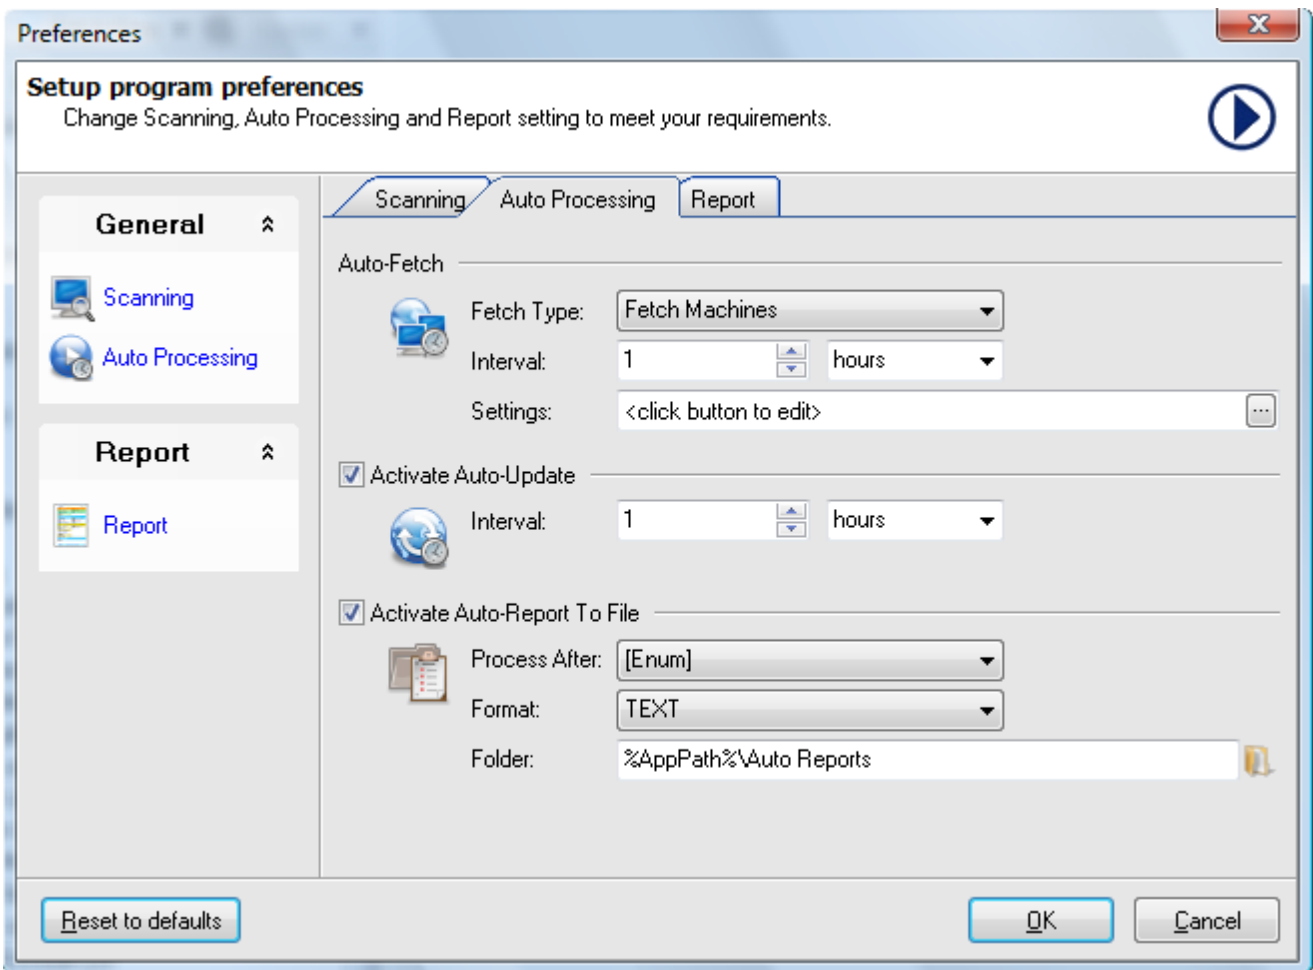 Preferences
Setup program preferences
Change Scanning, Auto Processing and Report setting to meet your requirements.
General
Scanning
Auto Processing
Report
Report
Scanning Auto Processing Report
Auto-Fetch
Fetch Type: Fetch Machines
Interval: 1 hours
Settings: <click button to edit> ...
Activate Auto-Update
Interval: 1 hours
Activate Auto-Report To File
Process After: [Enum]
Format: TEXT
Folder: %AppPath%\Auto Reports
Reset to defaults OK Cancel